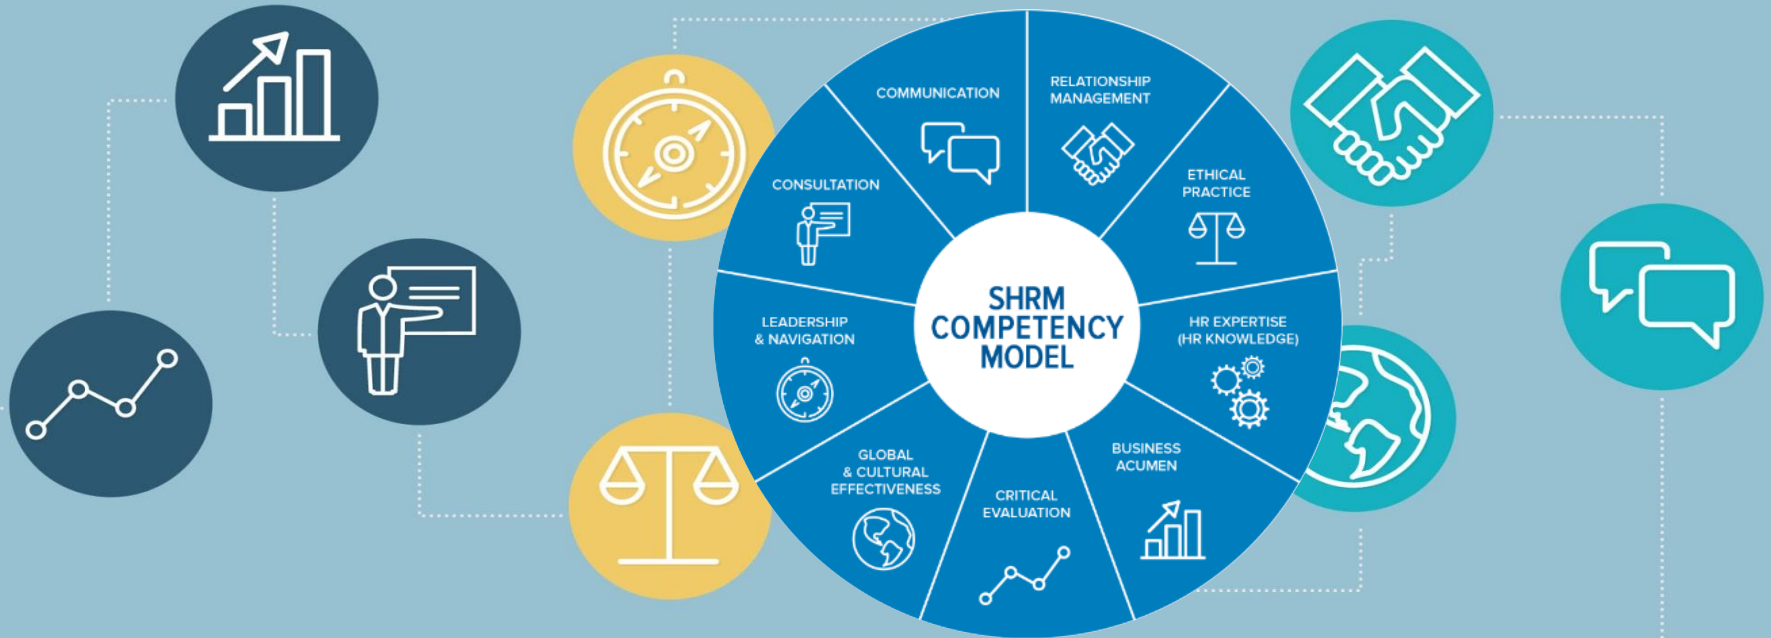 SHRM
COMPETENCY
MODEL
COMMUNICATION
RELATIONSHIP
MANAGEMENT
ETHICAL
PRACTICE
HR EXPERTISE
(HR KNOWLEDGE)
BUSINESS
ACUMEN
CRITICAL
EVALUATION
GLOBAL
& CULTURAL
EFFECTIVENESS
LEADERSHIP
& NAVIGATION
CONSULTATION